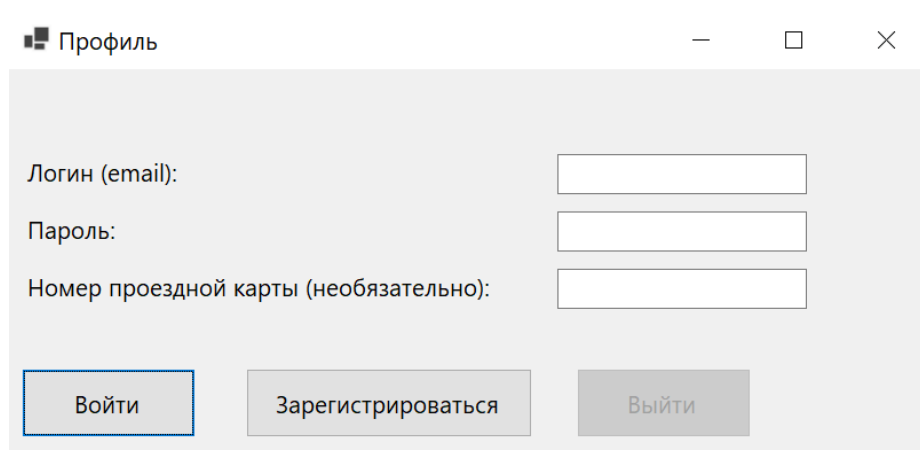 Профиль
Логин (email):
Пароль:
Номер проездной карты (необязательно):
Войти Зарегистрироваться Выйти